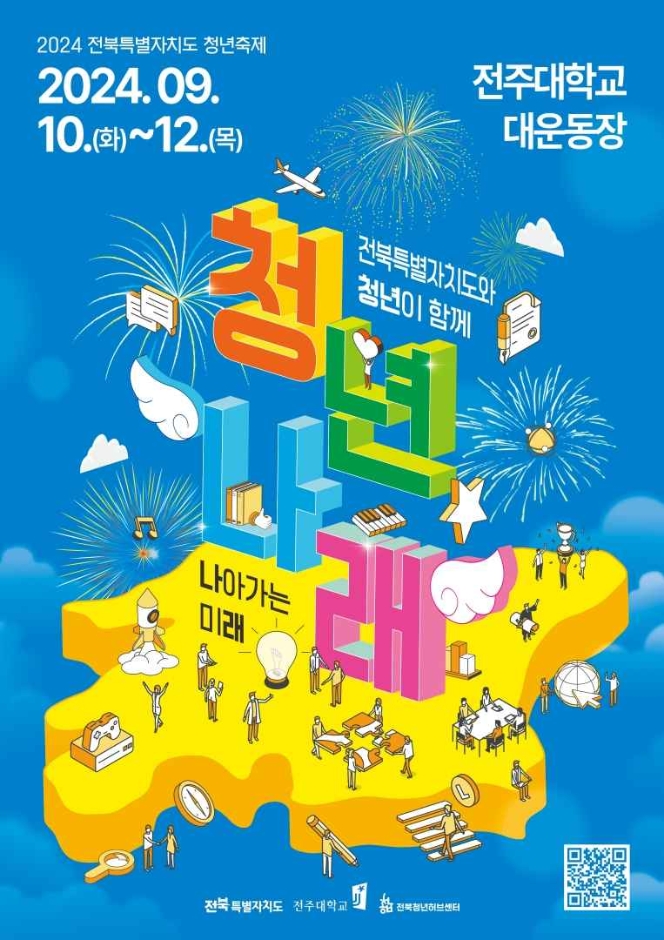 2024 전북특별자치도 청년축제
2024. 09.
10.(화)~12.(목)
전주대학교
대운동장
전북특별자치도와
청년이 함께
청년
나래
나아가는
미래
전북특별자치도 전주대학교 전북청년허브센터